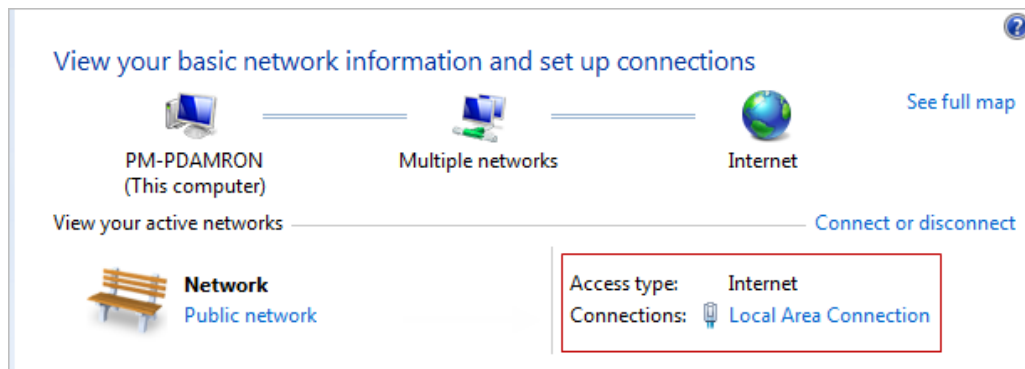 View your basic network information and set up connections
See full map
PM-PDAMRON
(This computer)
Multiple networks
Internet
View your active networks
Connect or disconnect
Network
Public network
Access type: Internet
Connections: Local Area Connection